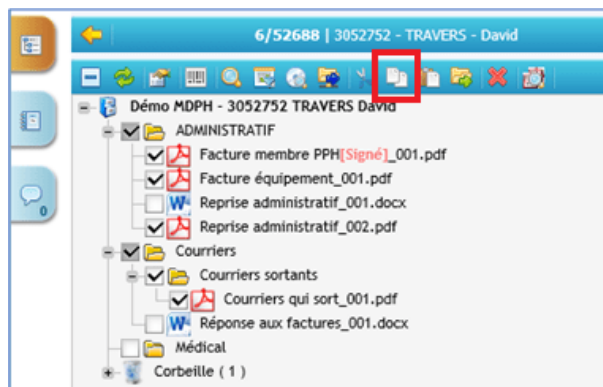 6/52688 | 3052752 - TRAVERS - David
Démo MDPH - 3052752 TRAVERS David
ADMINISTRATIF
Facture membre PPH[Signé]_001.pdf
Facture équipement_001.pdf
Reprise administratif_001.docx
Reprise administratif_002.pdf
Courriers
Courriers sortants
Courriers qui sort_001.pdf
Réponse aux factures_001.docx
Médical
Corbeille ( 1 )
0